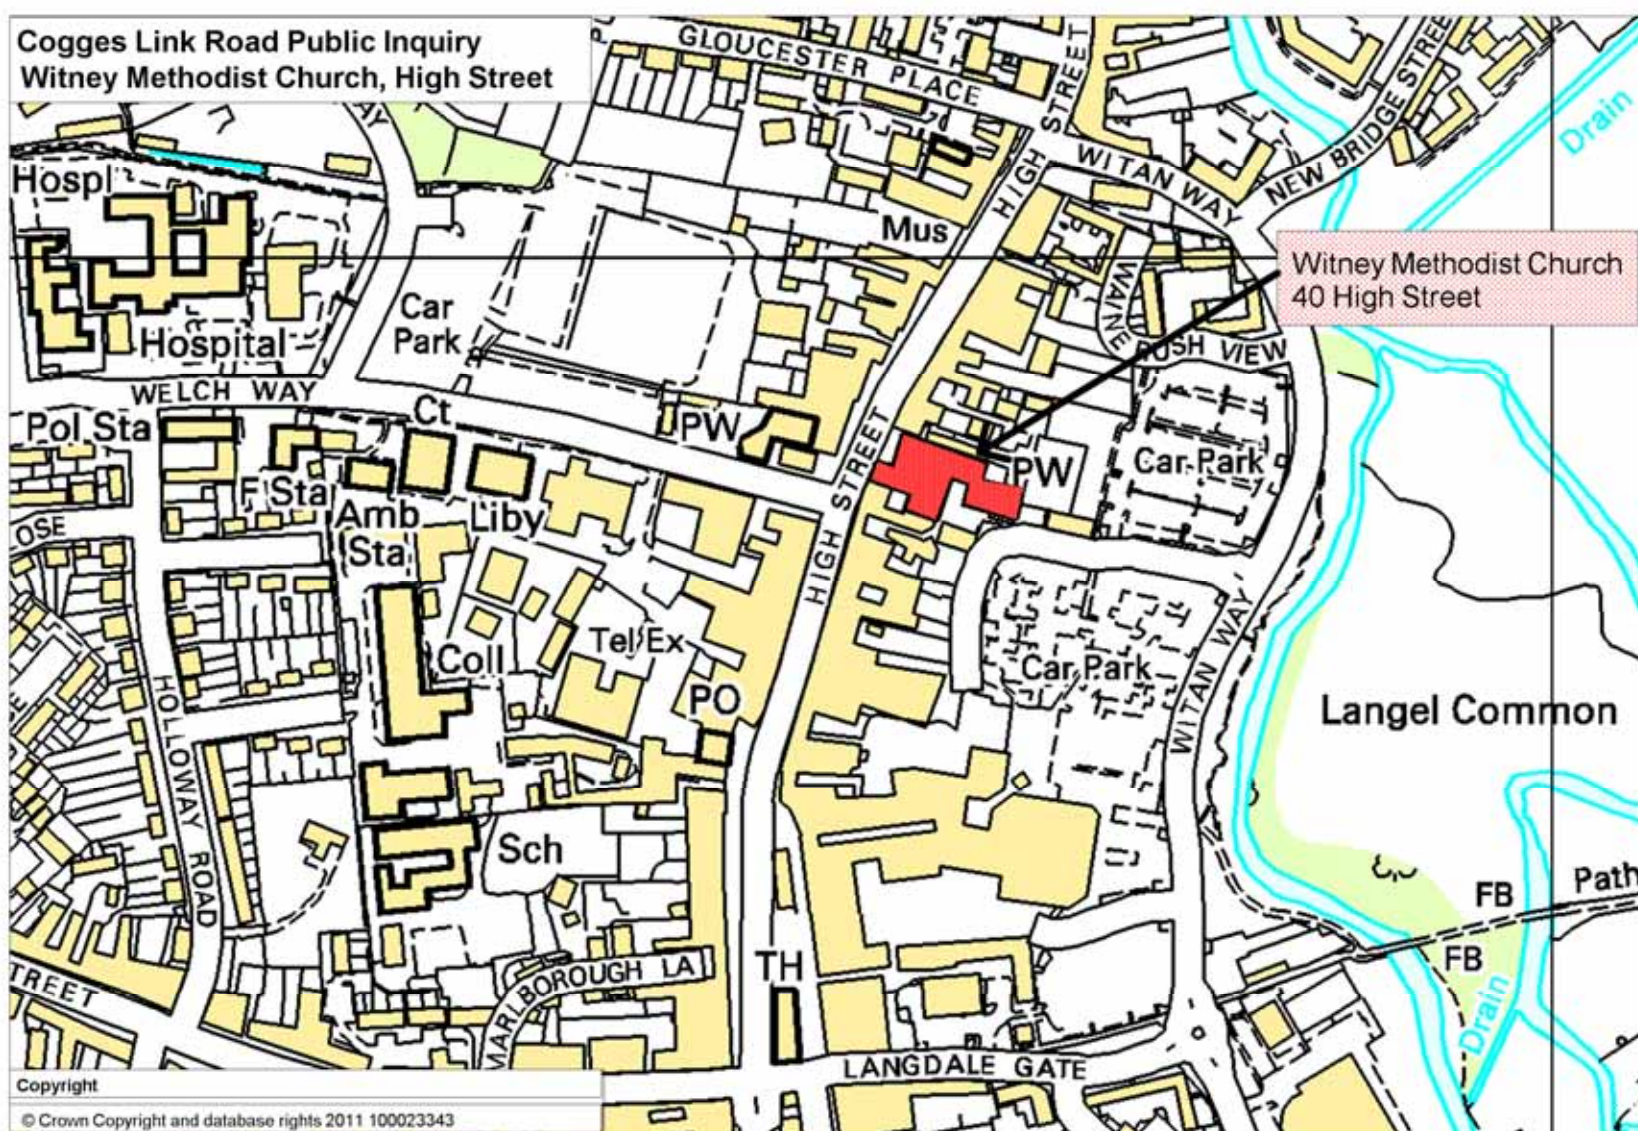 Cogges Link Road Public Inquiry
Witney Methodist Church, High Street
GLOUCESTER PLACE
HIGH STREET
WITAN WAY
NEW BRIDGE STREE
Drain
AY
Hospl
Mus
Witney Methodist Church
40 High Street
Car
Park
Hospital
RUSH VIEW
WELCH WAY
Ct
Pol Sta
PW
PW
Car Park
F Sta
Amb
Sta
Liby
HIGH STREET
OSE
HIGH STREET
Tel Ex
Coll
Car Park
WITAN WAY
PO
Langel Common
HOLLOWAY ROAD
Sch
FB
Path
FB
TREET
MARLBOROUGH LA
TH
Drain
LANGDALE GATE
Copyright
© Crown Copyright and database rights 2011 100023343